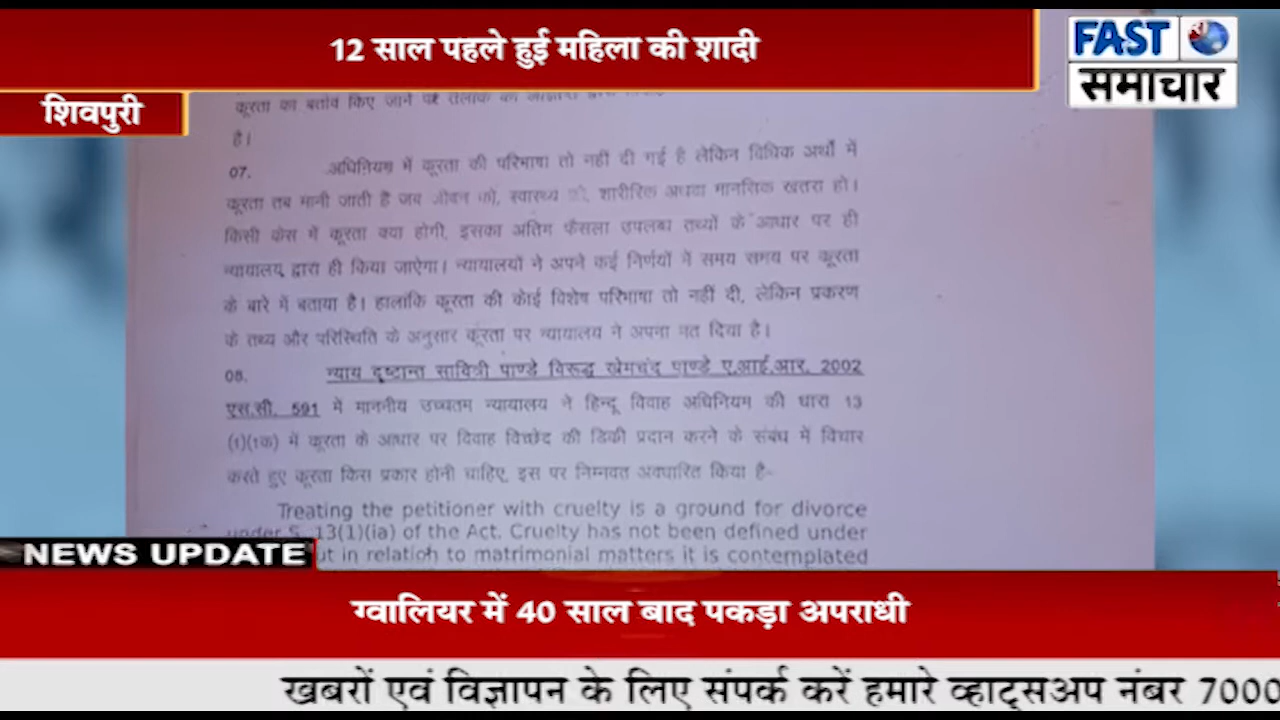 12 साल पहले हुई महिला की शादी
FAST
समाचार
शिवपुरी
क्रूरता का बर्ताव किए जाने पर तलाक की
है।
07. अधिनियम में क्रूरता की परिभाषा तो नहीं दी गई है लेकिन विधिक अर्थों में
क्रूरता तब मानी जाती है जब जीवन को, स्वास्थ्य को, शारीरिक अथवा मानसिक खतरा हो।
किसी केस में क्रूरता क्या होगी, इसका अंतिम फैसला उपलब्ध तथ्यों के आधार पर ही
न्यायालय द्वारा ही किया जाऐगा। न्यायालयों ने अपने कई निर्णयों में समय समय पर क्रूरता
के बारे में बताया है। हालांकि क्रूरता की केाई विशेष परिभाषा तो नहीं दी, लेकिन प्रकरण
के तथ्य और परिस्थिति के अनुसार क्रूरता पर न्यायालय ने अपना मत दिया है।
08. न्याय दृष्टान्त सावित्री पाण्डे विरूद्ध प्रेमचंद पाण्डे ए.आई.आर. 2002
एस.सी. 591 में माननीय उच्चतम न्यायालय ने हिन्दू विवाह अधिनियम की धारा 13
(1)(1क) में क्रूरता के आधार पर विवाह विच्छेद की डिक्री प्रदान करने के संबंध में विचार
करते हुए क्रूरता किस प्रकार होनी चाहिए, इस पर निम्नवत अवधारित किया है-
Treating the petitioner with cruelty is a ground for divorce
under S. 13(1)(ia) of the Act. Cruelty has not been defined under
ut in relation to matrimonial matters it is contemplated
NEWS UPDATE
ग्वालियर में 40 साल बाद पकड़ा अपराधी
खबरों एवं विज्ञापन के लिए संपर्क करें हमारे व्हाट्सअप नंबर 7000